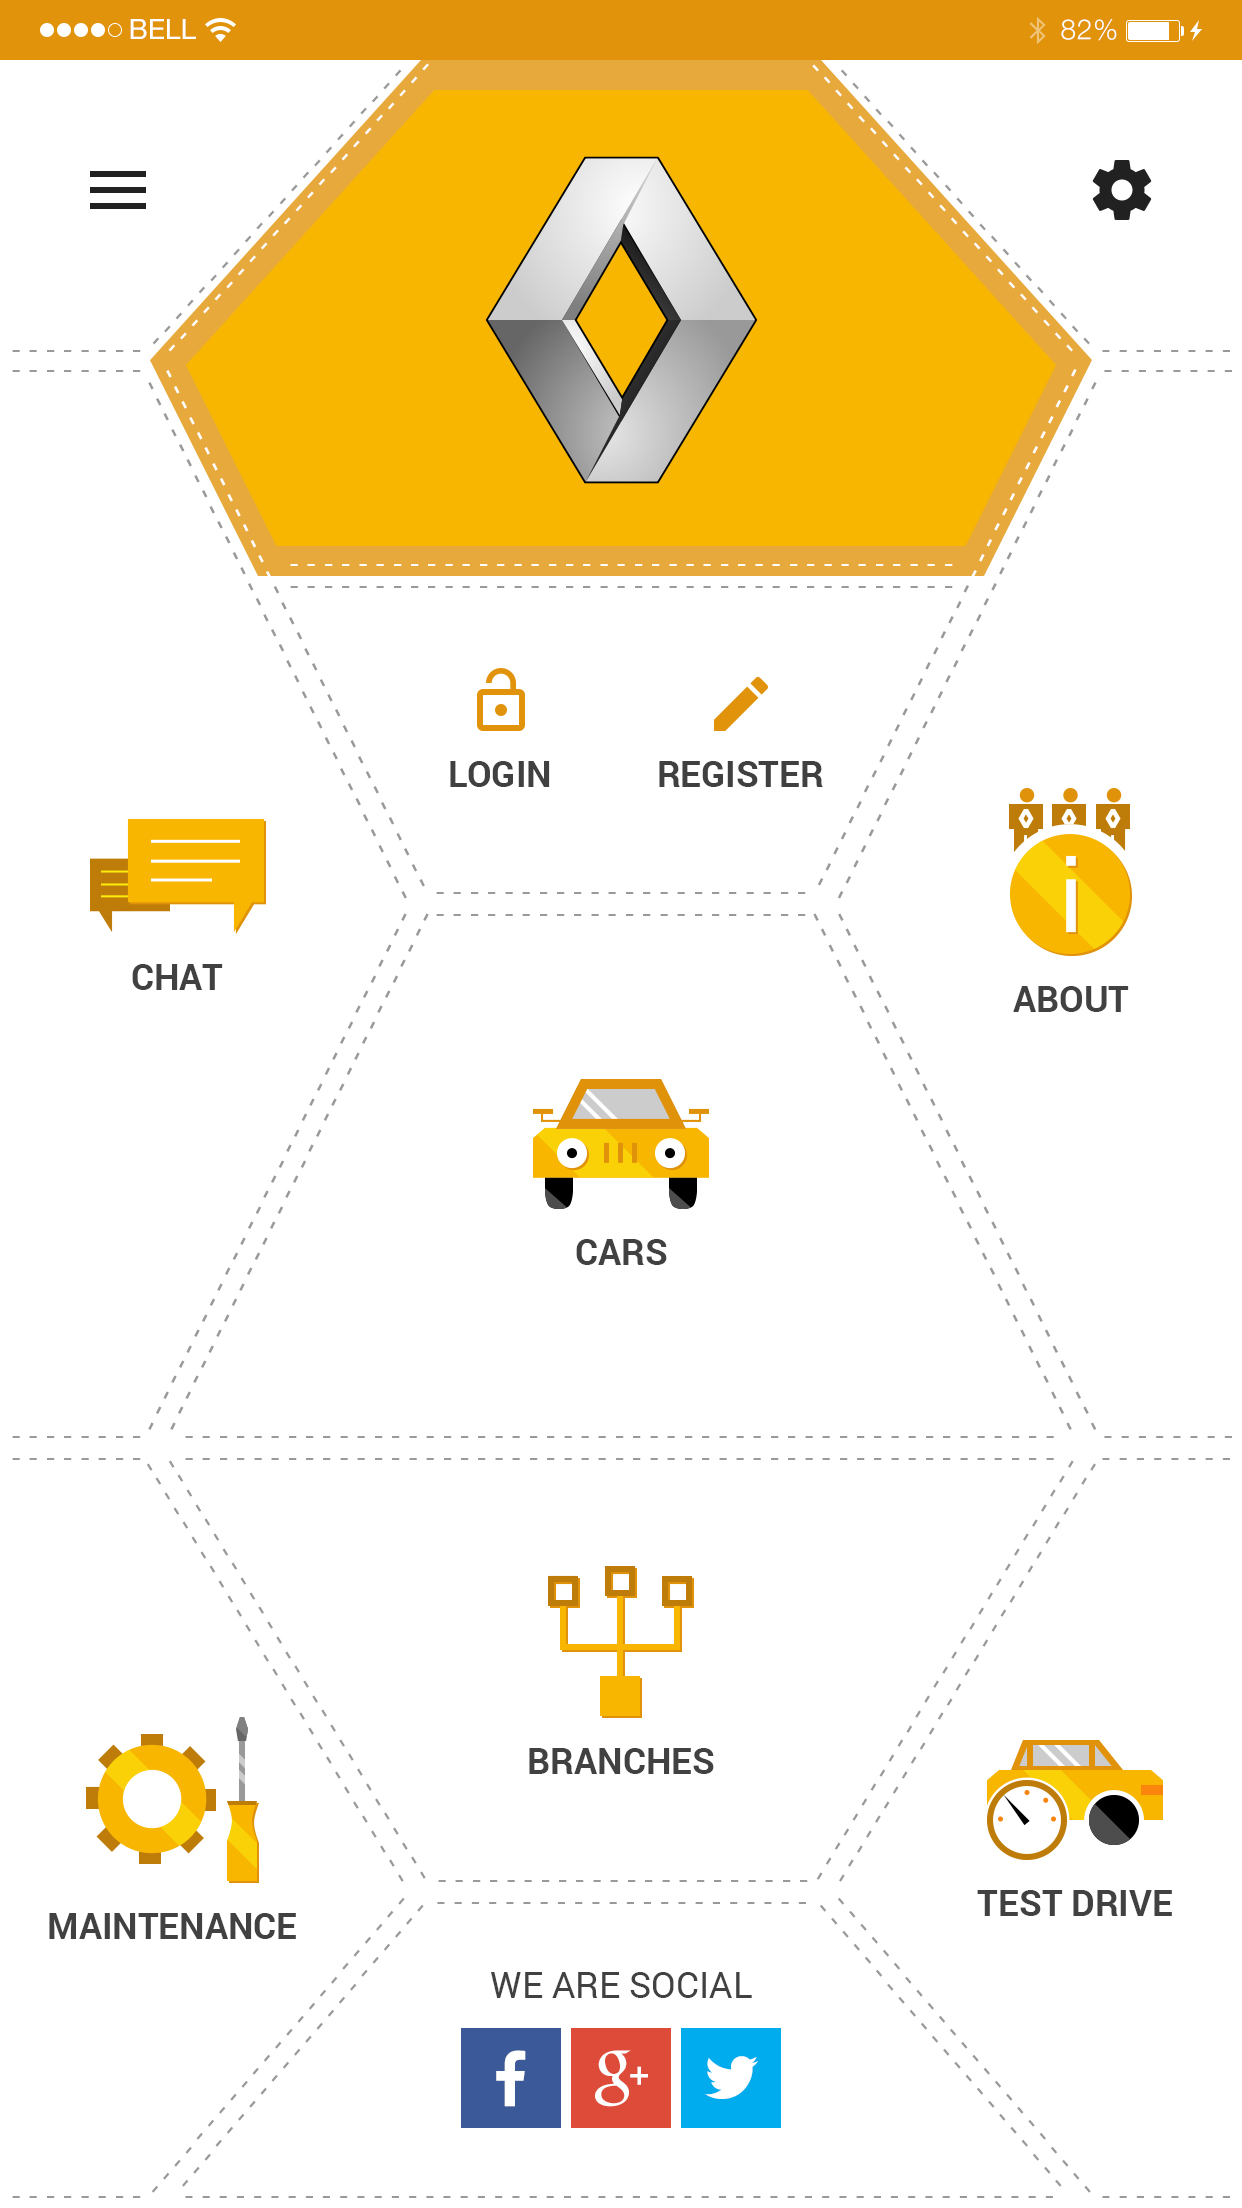 BELL 82%
LOGIN REGISTER
CHAT
ABOUT
CARS
BRANCHES
TEST DRIVE
MAINTENANCE
WE ARE SOCIAL
f g+